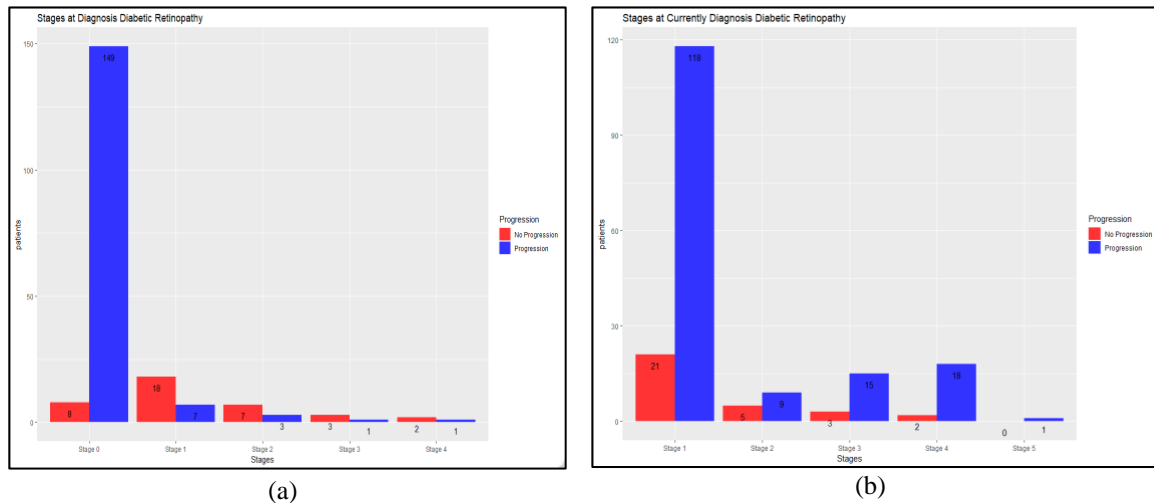 Stages at Diagnosis Diabetic Retinopathy
150
100
50
0
patients
149
8
18
7
7
3
3
1
2
1
Stage 0
Stage 1
Stage 2
Stage 3
Stage 4
Stages
Progression
No Progression
Progression
(a)
Stages at Currently Diagnosis Diabetic Retinopathy
120
90
60
30
0
patients
118
21
5
9
3
15
2
18
0
1
Stage 1
Stage 2
Stage 3
Stage 4
Stage 5
Stages
Progression
No Progression
Progression
(b)